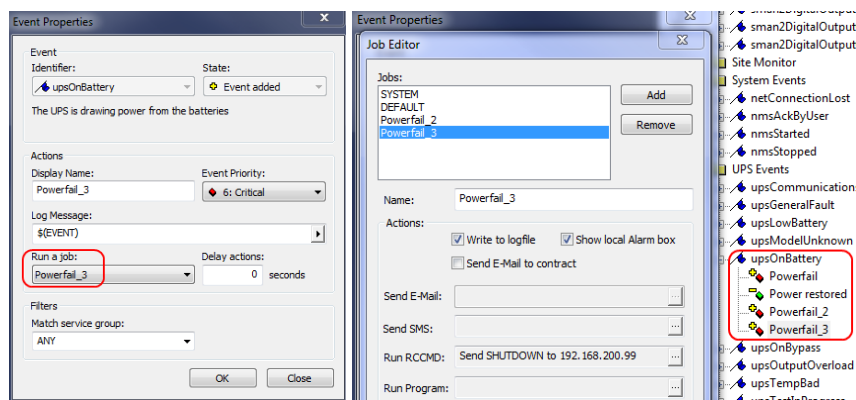 Event Properties
x
Event
Identifier:
State:
upsOnBattery
Event added
The UPS is drawing power from the batteries
Actions
Display Name:
Event Priority:
Powerfail_3
6: Critical
Log Message:
$(EVENT)
Run a job:
Delay actions:
Powerfail_3
0 seconds
Filters
Match service group:
ANY
OK
Close
Event Properties
Job Editor
Jobs:
SYSTEM
DEFAULT
Powerfail_2
Powerfail_3
Add
Remove
Name:
Powerfail_3
Actions:
Write to logfile
Show local Alarm box
Send E-Mail to contract
Send E-Mail:
...
Send SMS:
...
Run RCCMD:
Send SHUTDOWN to 192.168.200.99
...
Run Program:
...
sman2DigitalOutput
sman2DigitalOutput
Site Monitor
System Events
netConnectionLost
nmsAckByUser
nmsStarted
nmsStopped
UPS Events
upsCommunication
upsGeneralFault
upsLowBattery
upsModelUnknown
upsOnBattery
Powerfail
Power restored
Powerfail_2
Powerfail_3
upsOnBypass
upsOutputOverload
upsTempBad
upsTestInProgress